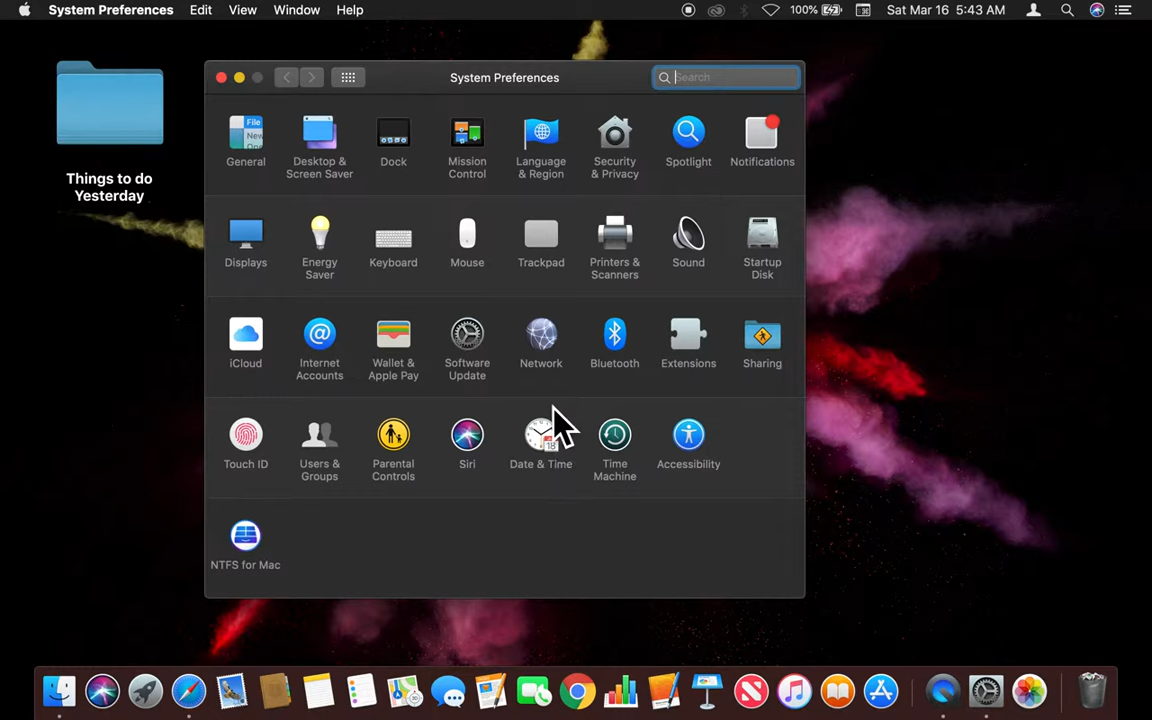 System Preferences Edit View Window Help 100% Sat Mar 16 5:43 AM
Things to do
Yesterday
System Preferences
Search
File
New
General
Desktop &
Screen Saver
Dock
Mission
Control
Language
& Region
Security
& Privacy
Spotlight
Notifications
Displays
Energy
Saver
Keyboard
Mouse
Trackpad
Printers &
Scanners
Sound
Startup
Disk
iCloud
Internet
Accounts
Wallet &
Apple Pay
Software
Update
Network
Bluetooth
Extensions
Sharing
Touch ID
Users &
Groups
Parental
Controls
Siri
18
Date & Time
Time
Machine
Accessibility
NTFS for Mac